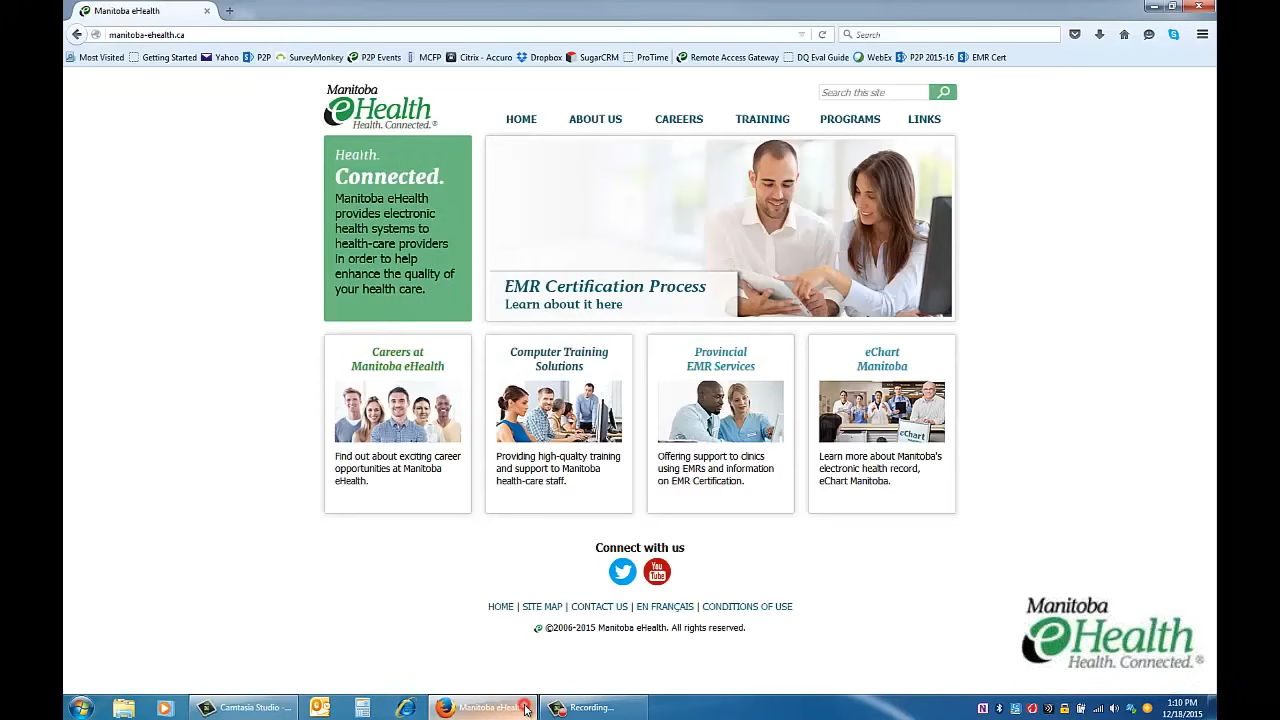 Manitoba eHealth
manitoba-ehealth.ca
Search
Most Visited Getting Started Yahoo P2P SurveyMonkey P2P Events MCFP Citrix - Accuro Dropbox SugarCRM ProTime Remote Access Gateway DQ Eval Guide WebEx P2P 2015-16 EMR Cert
Manitoba
eHealth
Health. Connected.®
Search this site
HOME ABOUT US CAREERS TRAINING PROGRAMS LINKS
Health.
Connected.
Manitoba eHealth
provides electronic
health systems to
health-care providers
in order to help
enhance the quality of
your health care.
EMR Certification Process
Learn about it here
Careers at
Manitoba eHealth
Find out about exciting career
opportunities at Manitoba
eHealth.
Computer Training
Solutions
Providing high-quality training
and support to Manitoba
health-care staff.
Provincial
EMR Services
Offering support to clinics
using EMRs and information
on EMR Certification.
eChart
Manitoba
eChart
Learn more about Manitoba's
electronic health record,
eChart Manitoba.
Connect with us
You
Tube
HOME | SITE MAP | CONTACT US | EN FRANÇAIS | CONDITIONS OF USE
©2006-2015 Manitoba eHealth. All rights reserved.
Manitoba
eHealth
Health. Connected.®
Camtasia Studio -...
Manitoba eHeal
Recording...
1:10 PM
12/18/2015